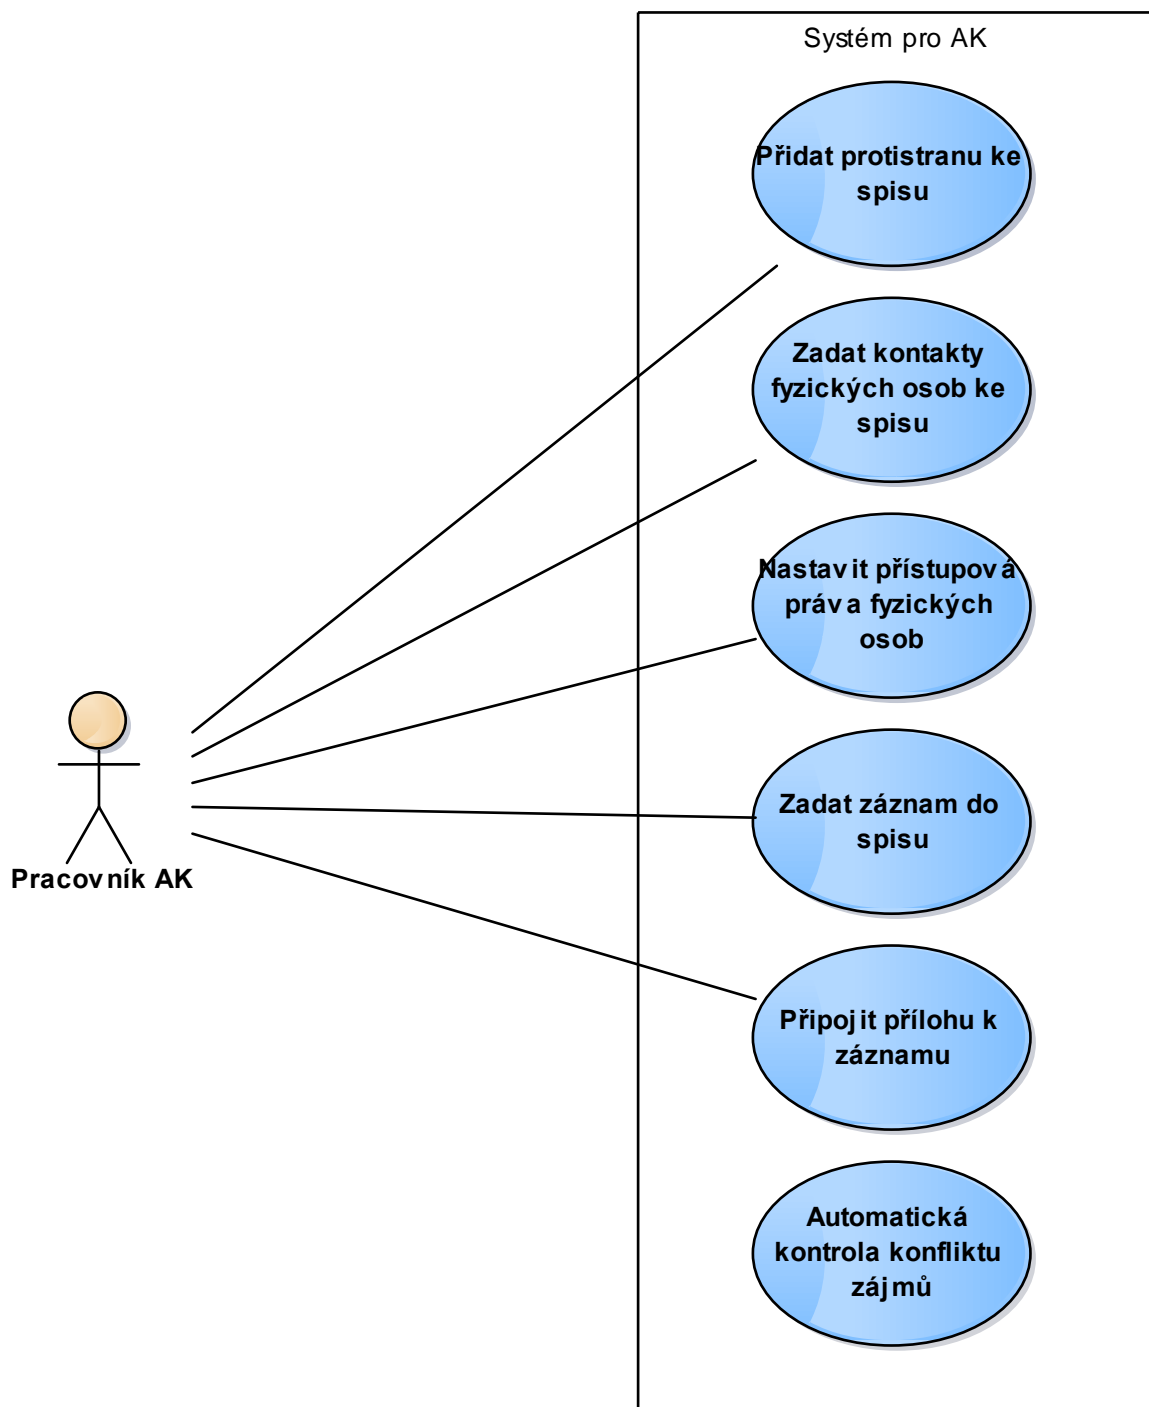 Systém pro AK
Přidat protistranu ke
spisu
Zadat kontakty
fyzických osob ke
spisu
Nastavit přístupová
práva fyzických
osob
Zadat záznam do
spisu
Pracovník AK
Připojit přílohu k
záznamu
Automatická
kontrola konfliktu
zájmů